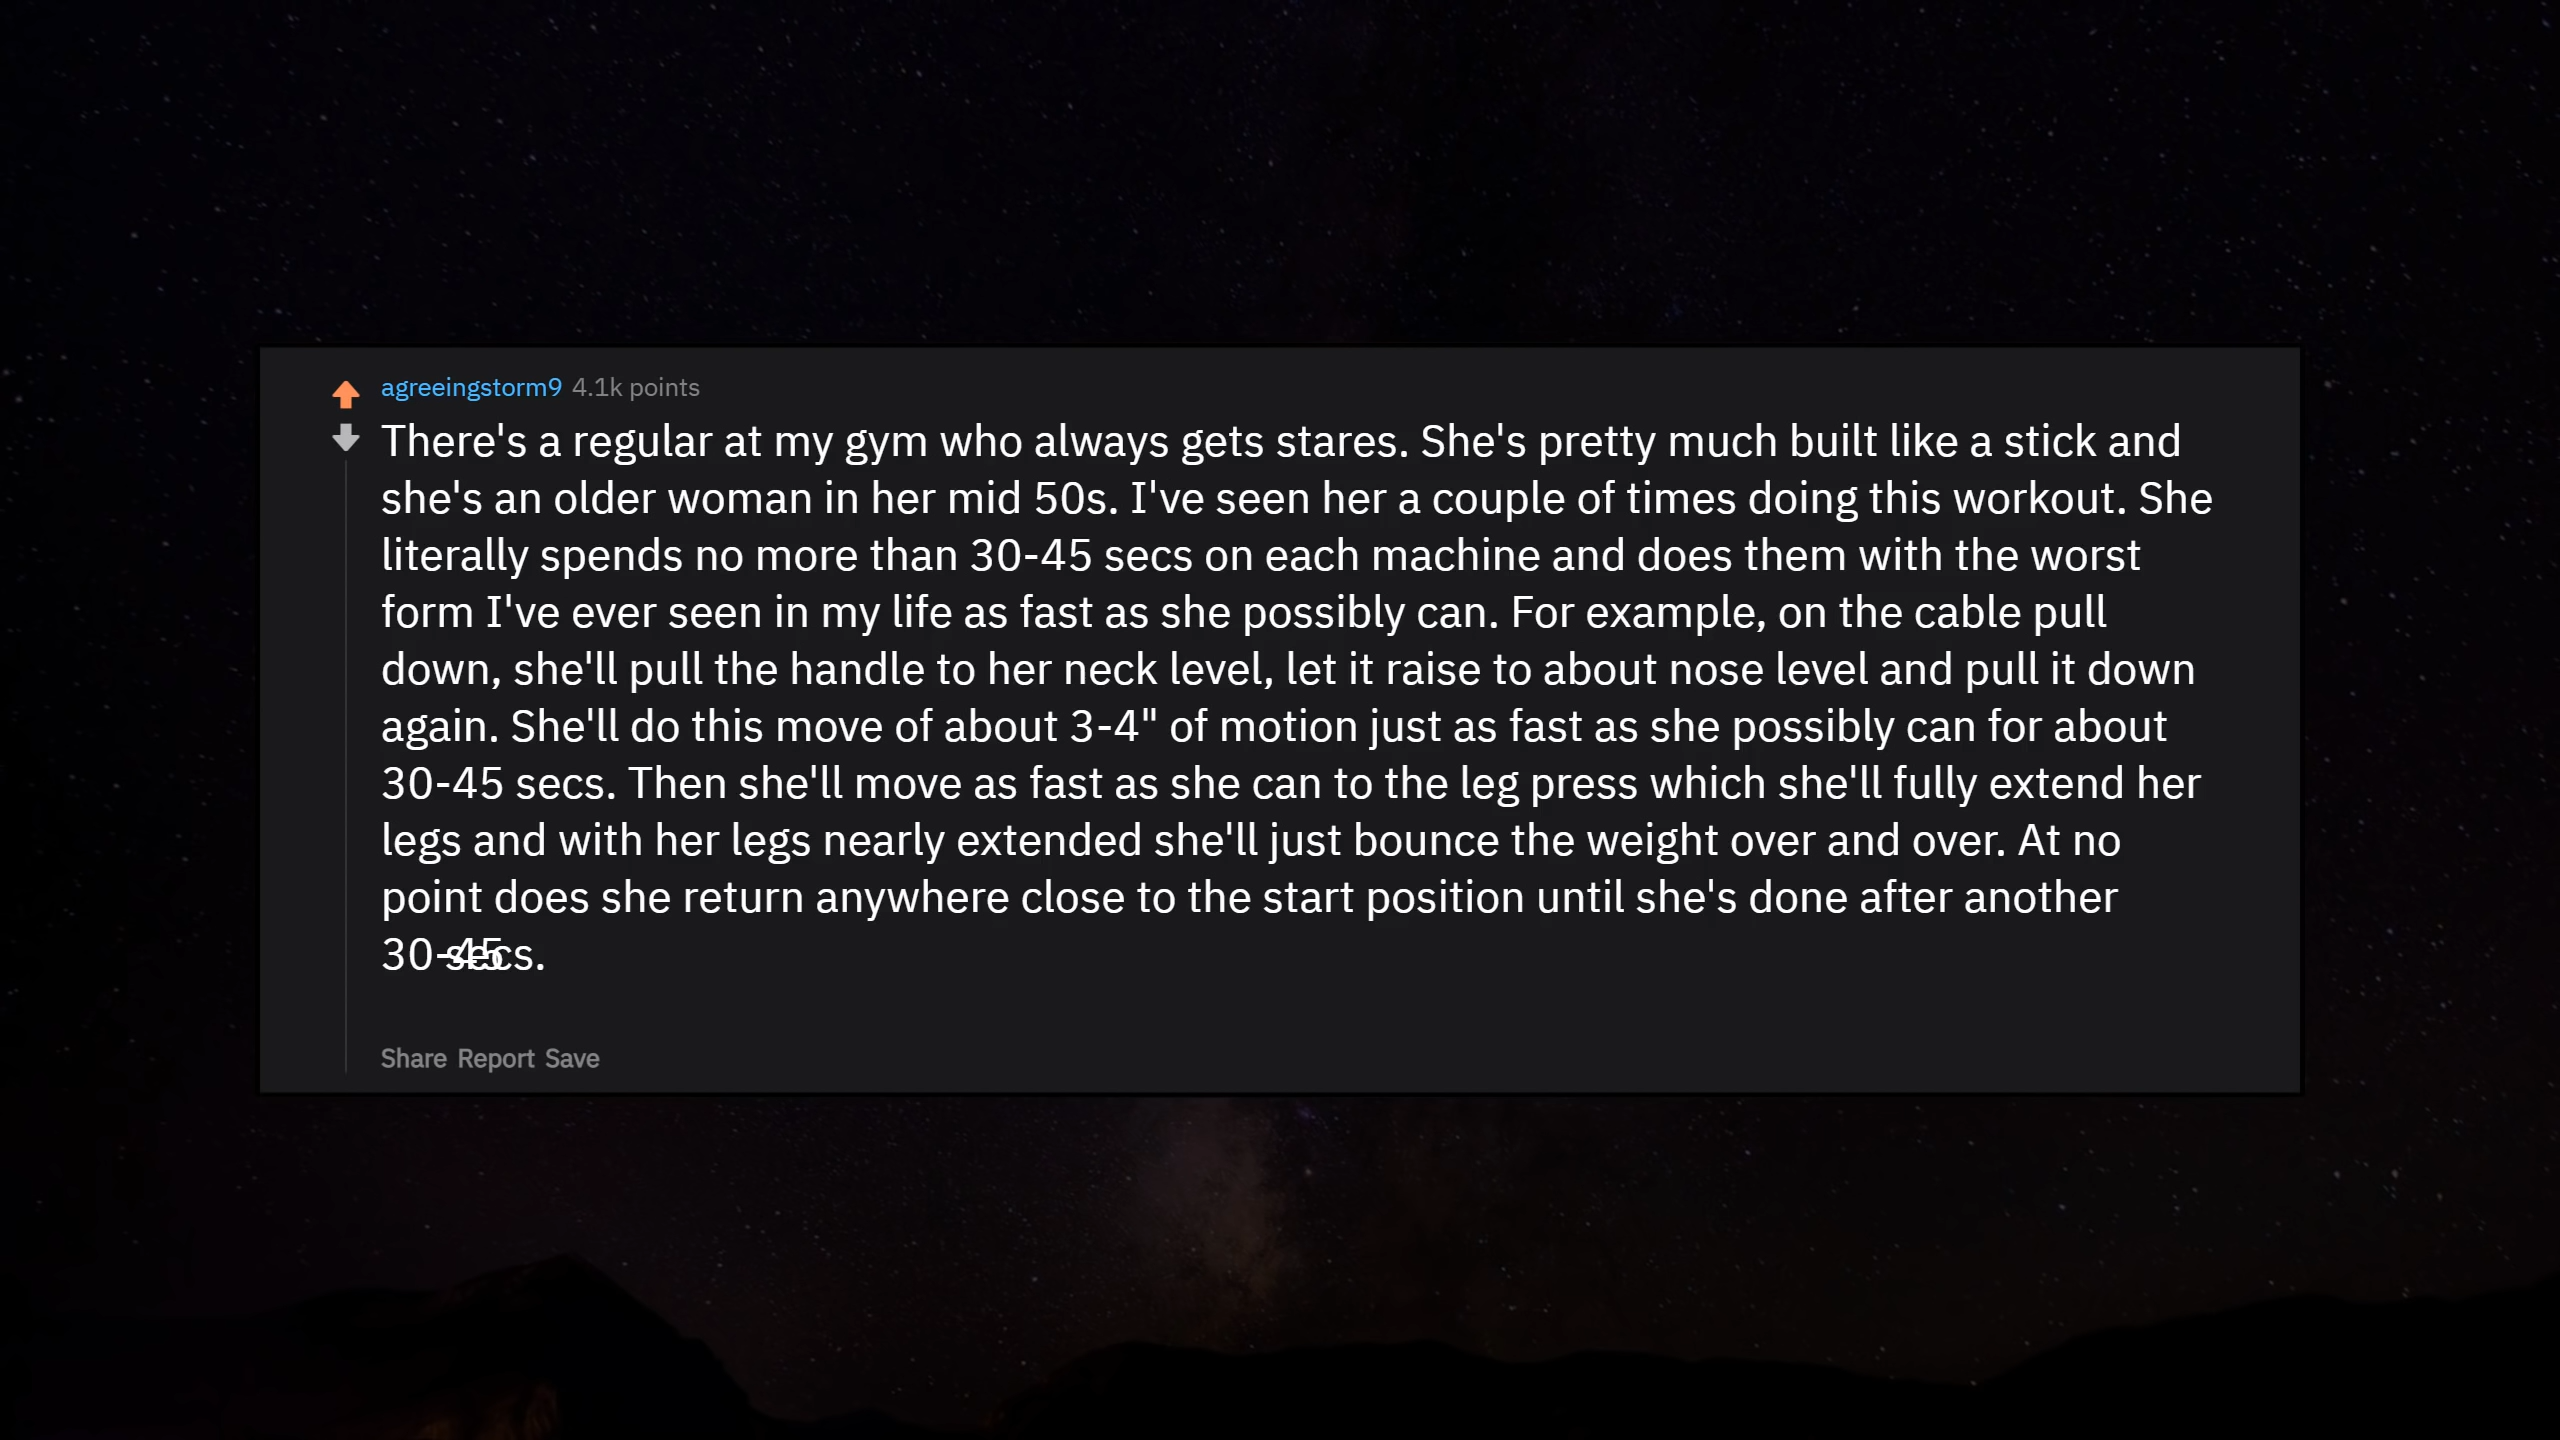 agreeingstorm9 4.1k points
There's a regular at my gym who always gets stares. She's pretty much built like a stick and
she's an older woman in her mid 50s. I've seen her a couple of times doing this workout. She
literally spends no more than 30-45 secs on each machine and does them with the worst
form I've ever seen in my life as fast as she possibly can. For example, on the cable pull
down, she'll pull the handle to her neck level, let it raise to about nose level and pull it down
again. She'll do this move of about 3-4" of motion just as fast as she possibly can for about
30-45 secs. Then she'll move as fast as she can to the leg press which she'll fully extend her
legs and with her legs nearly extended she'll just bounce the weight over and over. At no
point does she return anywhere close to the start position until she's done after another
30-45 secs.
Share Report Save